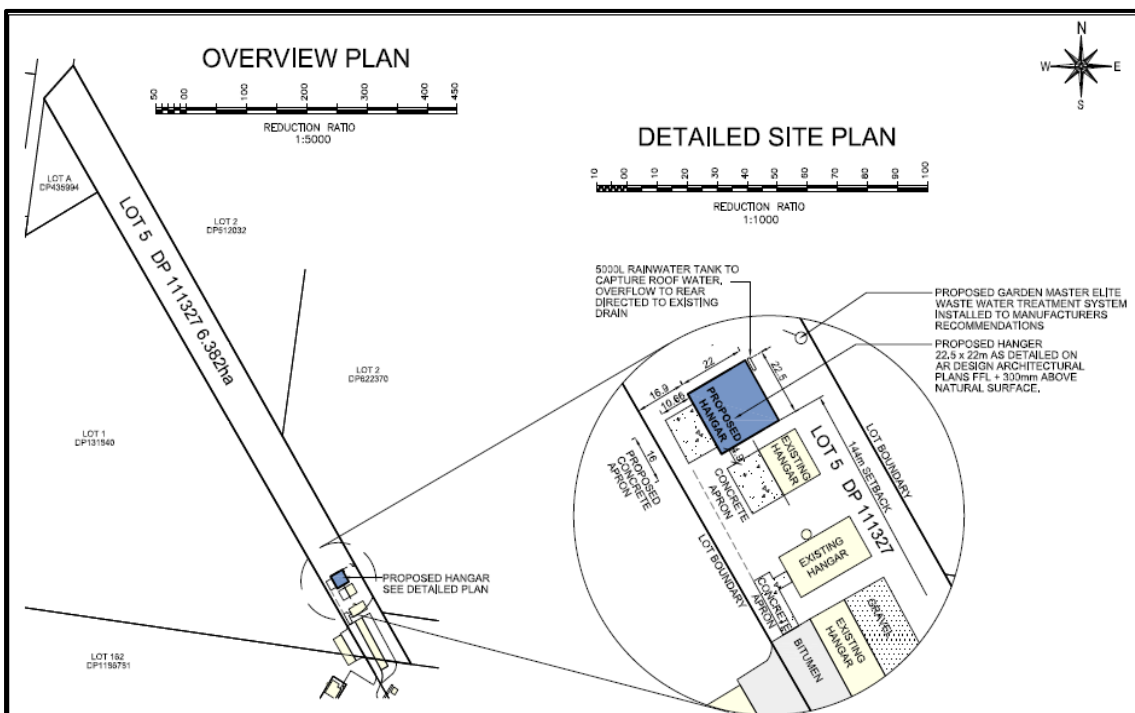 OVERVIEW PLAN
50 00 100 200 300 400 450
REDUCTION RATIO
1:5000
N
W E
S
DETAILED SITE PLAN
10 00 10 20 30 40 50 60 70 80 90 100
REDUCTION RATIO
1:1000
LOT A
DP435994
LOT 2
DP612032
LOT 5 DP 111327 6.382ha
LOT 2
DP622370
LOT 1
DP131840
PROPOSED HANGAR
SEE DETAILED PLAN
LOT 162
DP1196781
5000L RAINWATER TANK TO
CAPTURE ROOF WATER.
OVERFLOW TO REAR
DIRECTED TO EXISTING
DRAIN
PROPOSED GARDEN MASTER ELITE
WASTE WATER TREATMENT SYSTEM
INSTALLED TO MANUFACTURERS
RECOMMENDATIONS
PROPOSED HANGER
22.5 x 22m AS DETAILED ON
AR DESIGN ARCHITECTURAL
PLANS FFL + 300mm ABOVE
NATURAL SURFACE.
22
22.5
16.9
10.66
PROPOSED
HANGAR
16
PROPOSED
CONCRETE
APRON
CONCRETE
APRON
EXISTING
HANGAR
LOT 5 DP 111327
144m SETBACK
LOT BOUNDARY
LOT BOUNDARY
EXISTING
HANGAR
CONCRETE
APRON
GRAVEL
EXISTING
HANGAR
BITUMEN